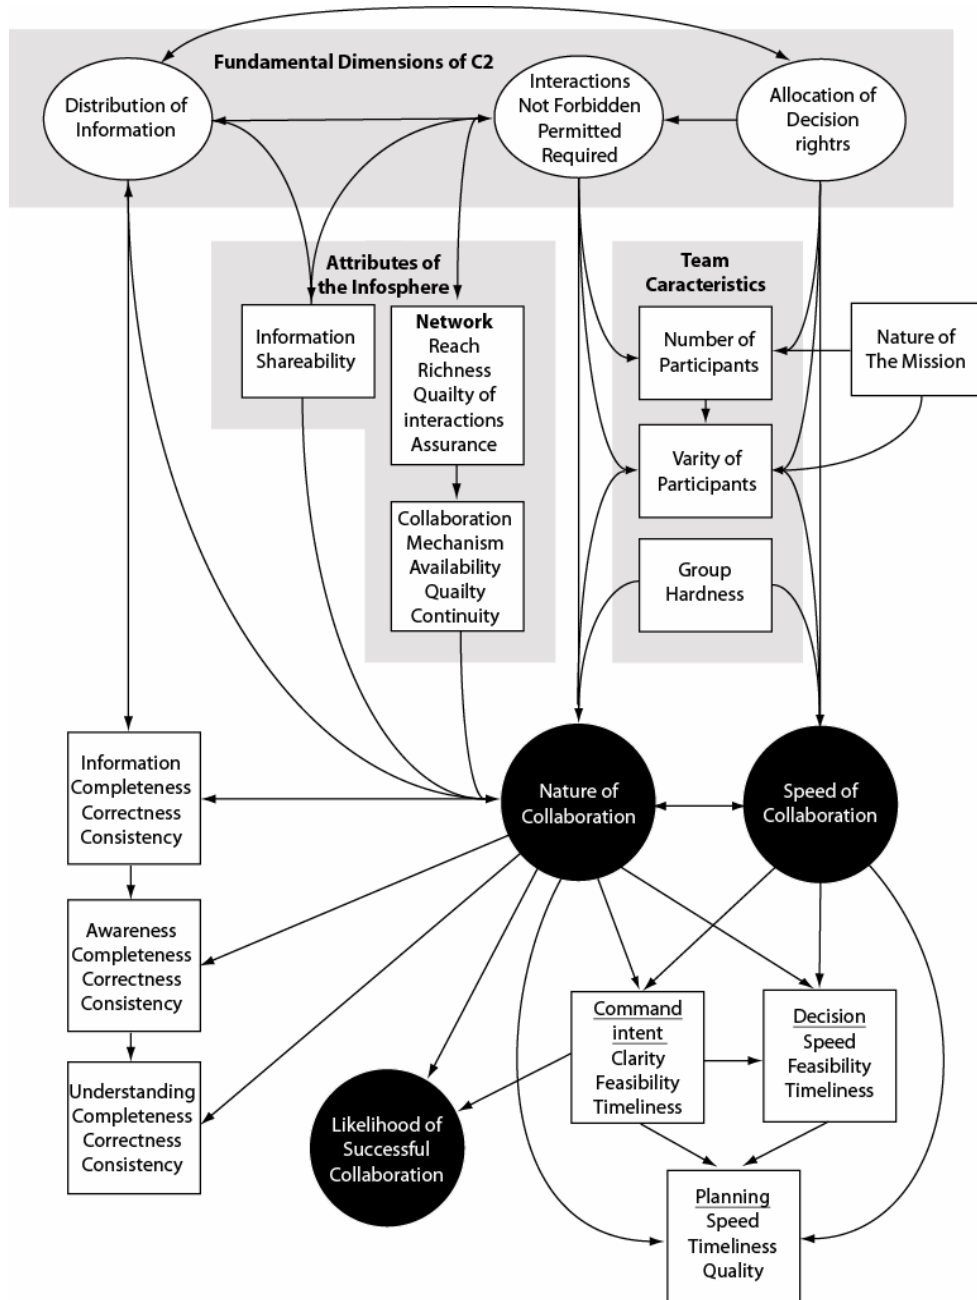 Fundamental Dimensions of C2
Distribution of
Information
Interactions
Not Forbidden
Permitted
Required
Allocation of
Decision
rightrs
Attributes of
the Infosphere
Team
Caracteristics
Information
Shareability
Network
Reach
Richness
Quailty of
interactions
Assurance
Number of
Participants
Nature of
The Mission
Varity of
Participants
Collaboration
Mechanism
Availability
Quailty
Continuity
Group
Hardness
Information
Completeness
Correctness
Consistency
Nature of
Collaboration
Speed of
Collaboration
Awareness
Completeness
Correctness
Consistency
Command
intent
Clarity
Feasibility
Timeliness
Decision
Speed
Feasibility
Timeliness
Understanding
Completeness
Correctness
Consistency
Likelihood of
Successful
Collaboration
Planning
Speed
Timeliness
Quality